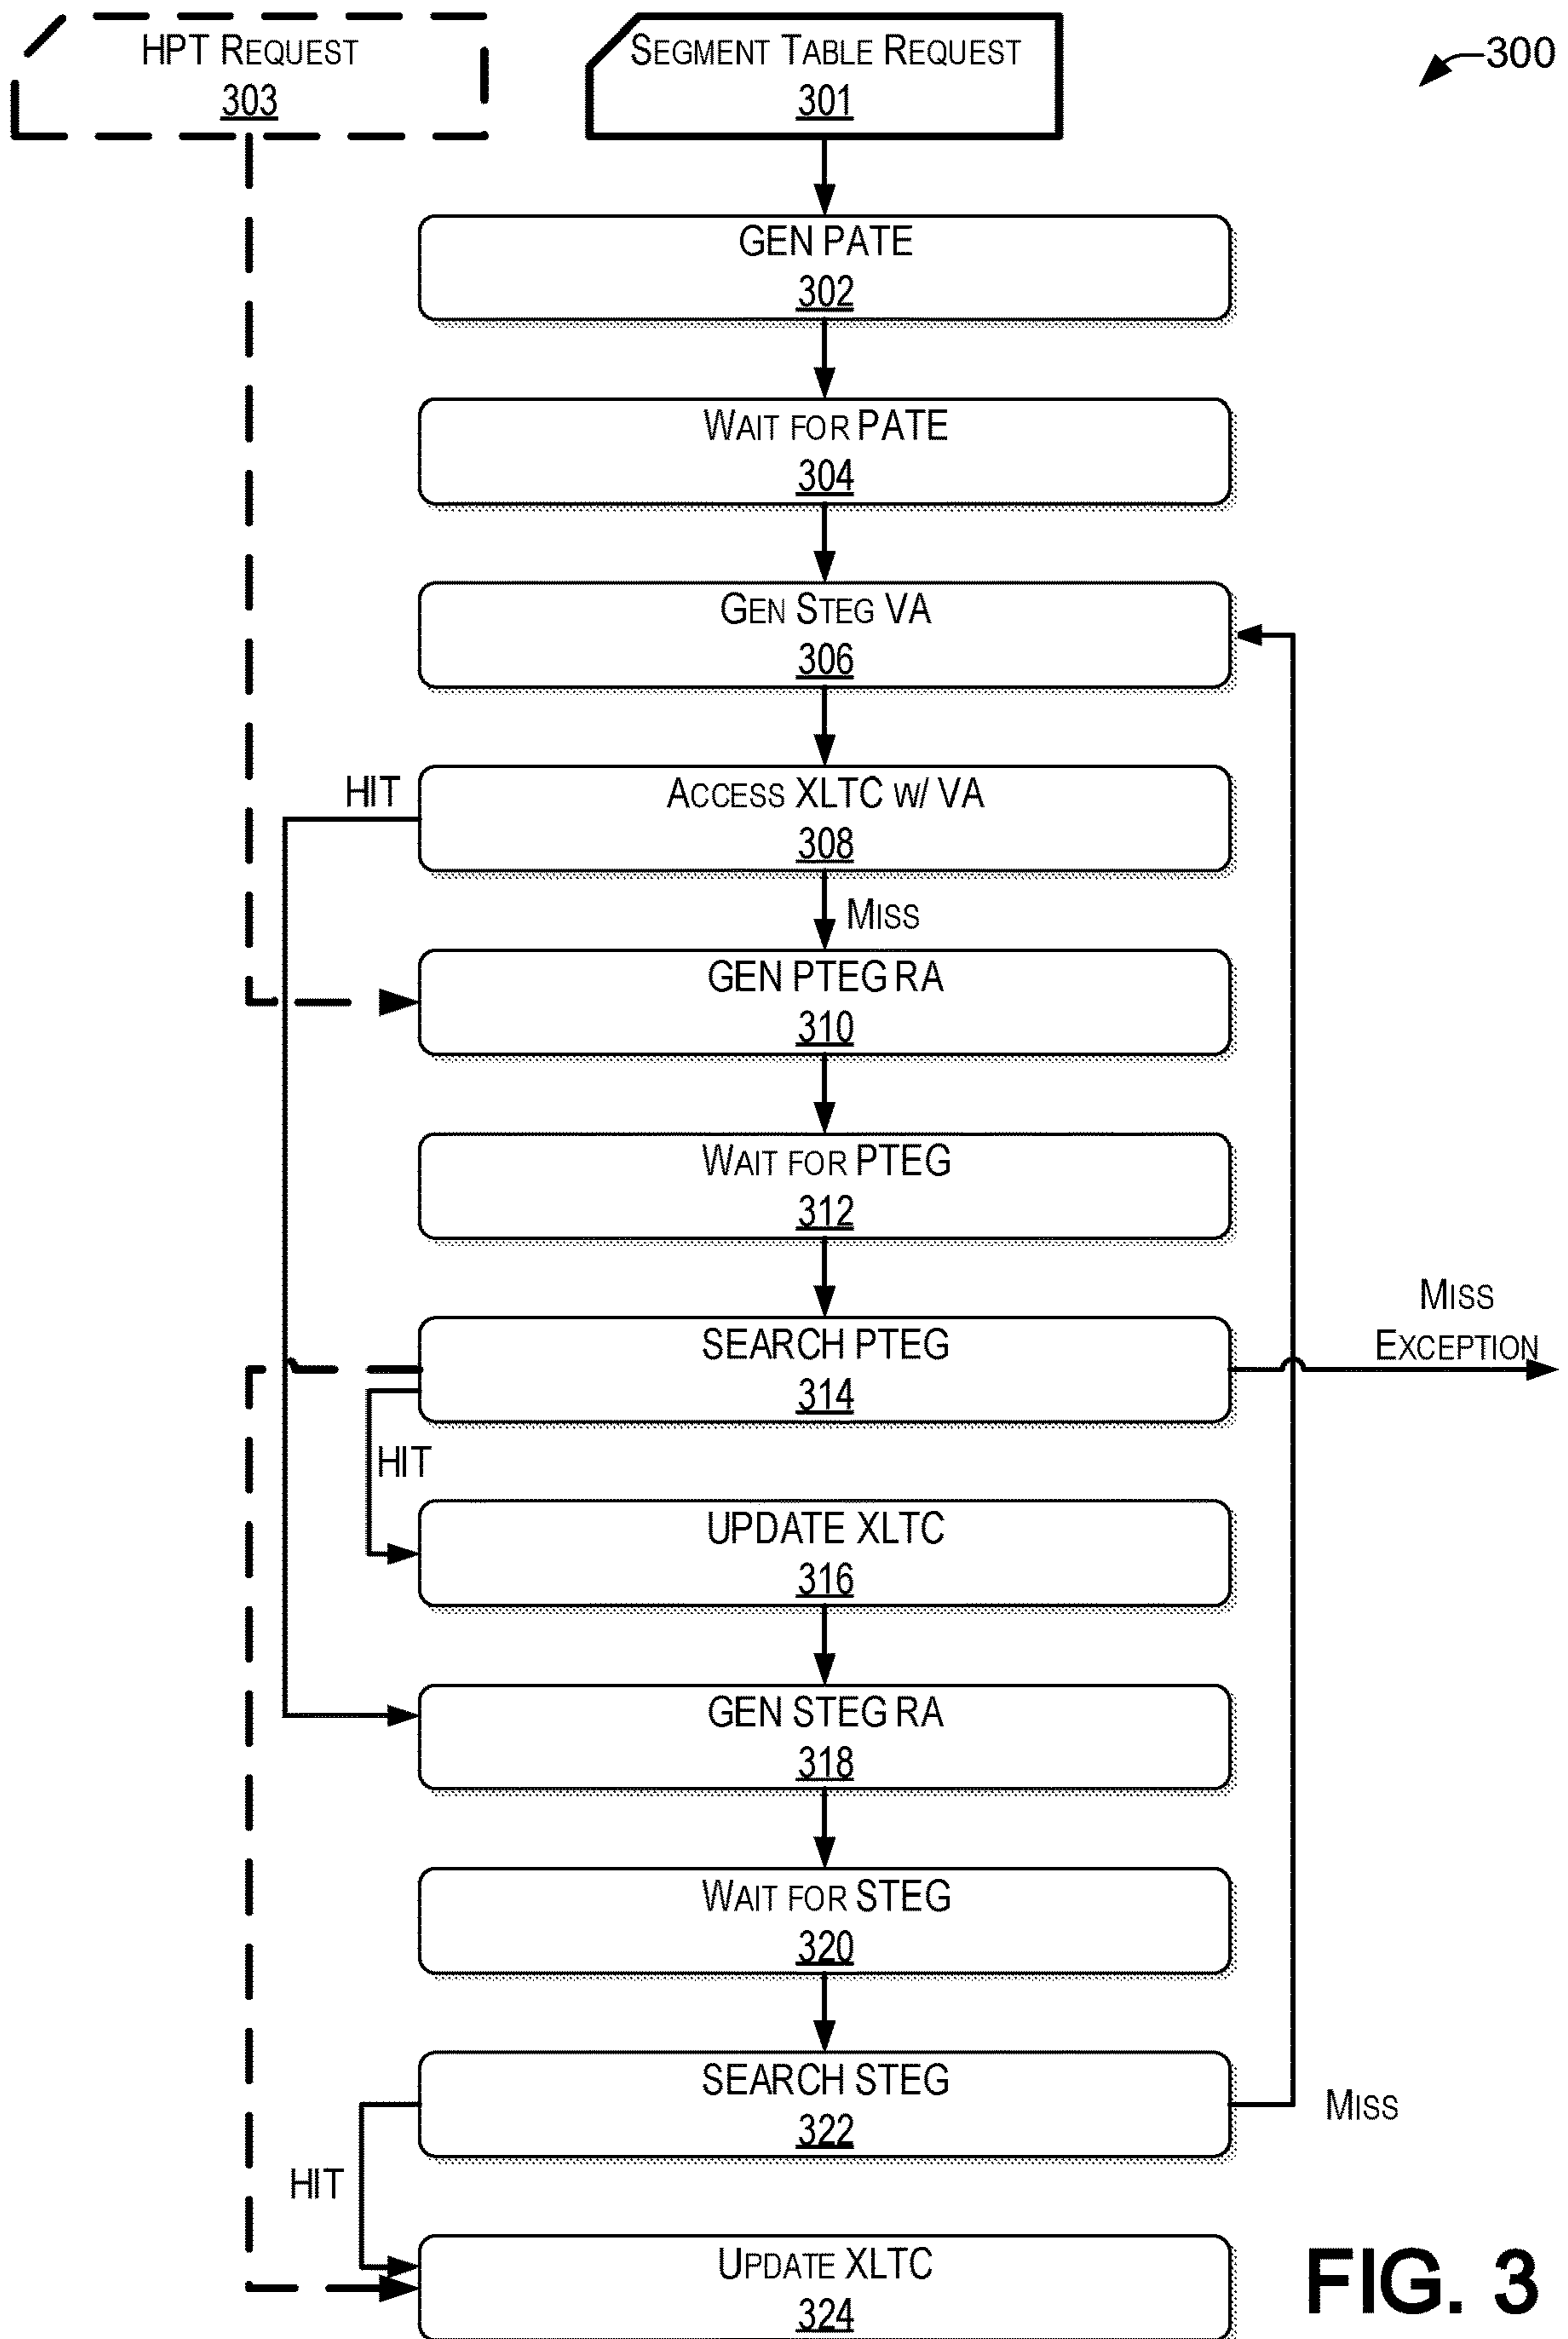 HPT REQUEST
303
SEGMENT TABLE REQUEST
301
300
GEN PATE
302
WAIT FOR PATE
304
GEN STEG VA
306
HIT
ACCESS XLTC W/ VA
308
MISS
GEN PTEG RA
310
WAIT FOR PTEG
312
MISS
EXCEPTION
SEARCH PTEG
314
HIT
UPDATE XLTC
316
GEN STEG RA
318
WAIT FOR STEG
320
SEARCH STEG
322
MISS
HIT
UPDATE XLTC
324
FIG. 3